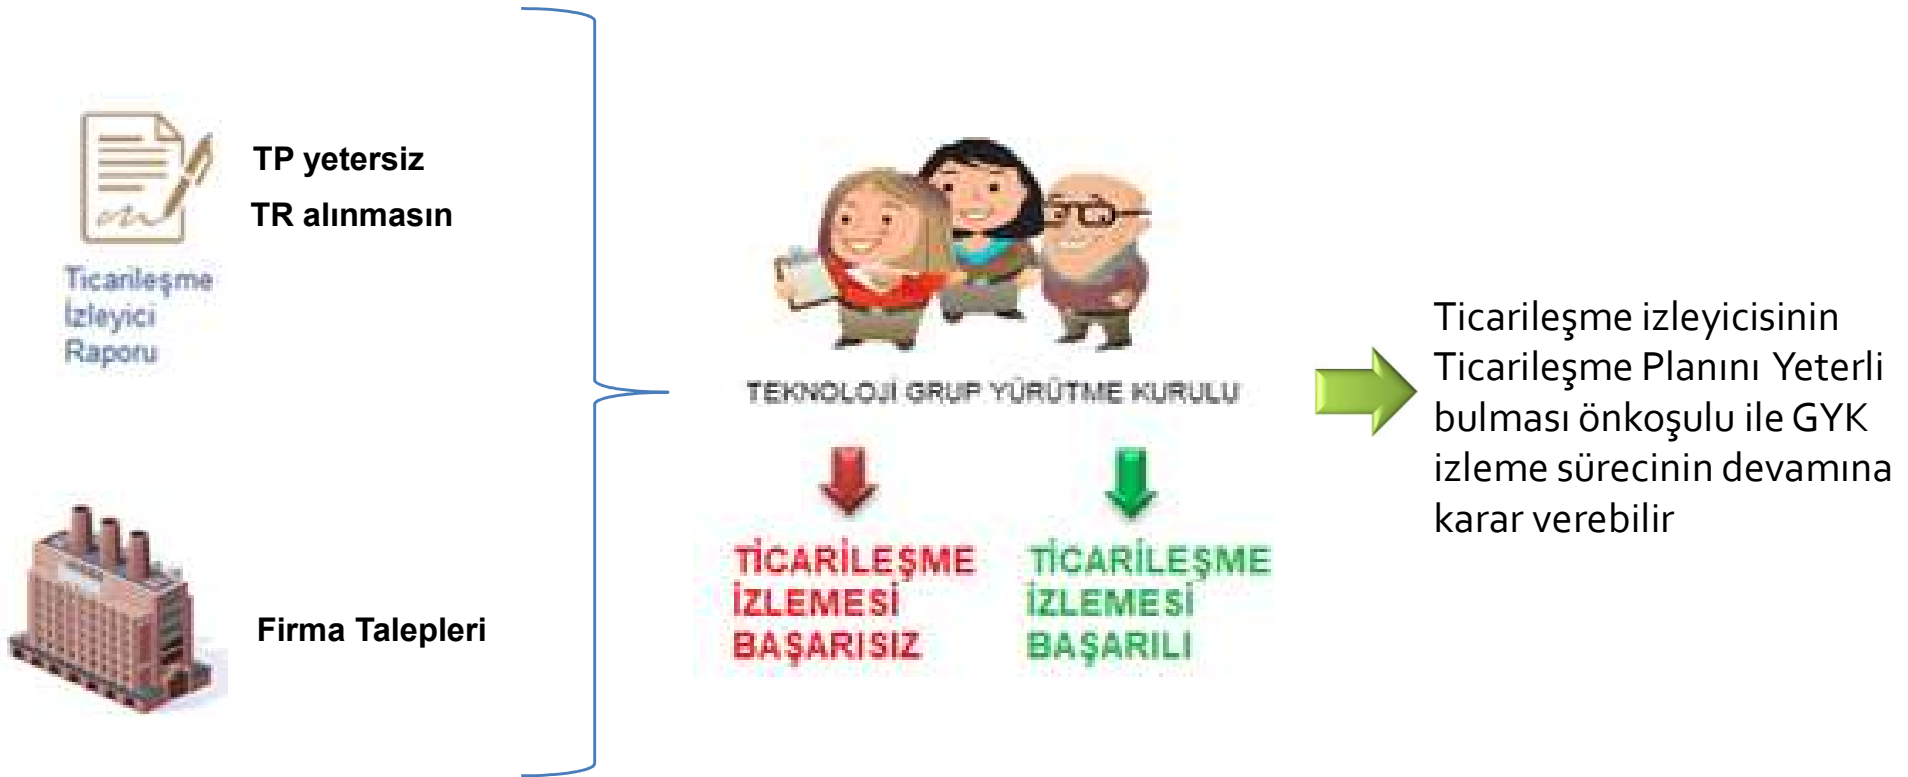 TP yetersiz
TR alınmasın
Ticarileşme
İzleyici
Raporu
Firma Talepleri
TEKNOLOJİ GRUP YÜRÜTME KURULU
TİCARİLEŞME
İZLEMESİ
BAŞARISIZ
TİCARİLEŞME
İZLEMESİ
BAŞARILI
Ticarileşme izleyicisinin
Ticarileşme Planını Yeterli
bulması önkoşulu ile GYK
izleme sürecinin devamına
karar verebilir